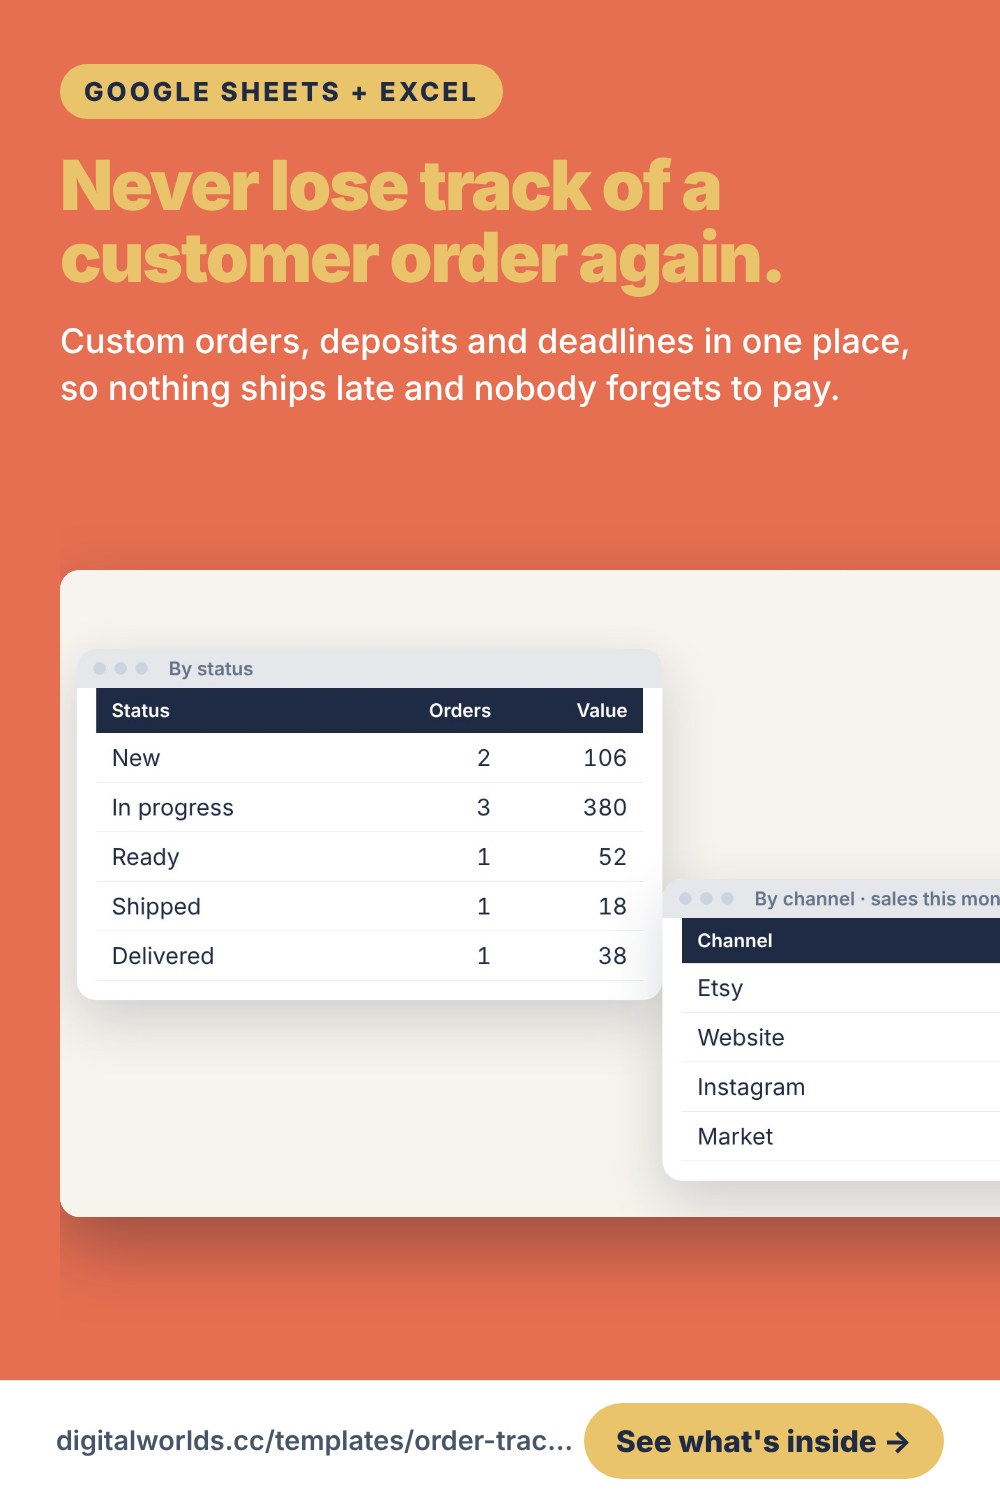 GOOGLE SHEETS + EXCEL
Never lose track of a
customer order again.
Custom orders, deposits and deadlines in one place,
so nothing ships late and nobody forgets to pay.
By status
Status Orders Value
New 2 106
In progress 3 380
Ready 1 52
Shipped 1 18
Delivered 1 38
By channel · sales this mon
Channel
Etsy
Website
Instagram
Market
digitalworlds.cc/templates/order-trac...
See what's inside →